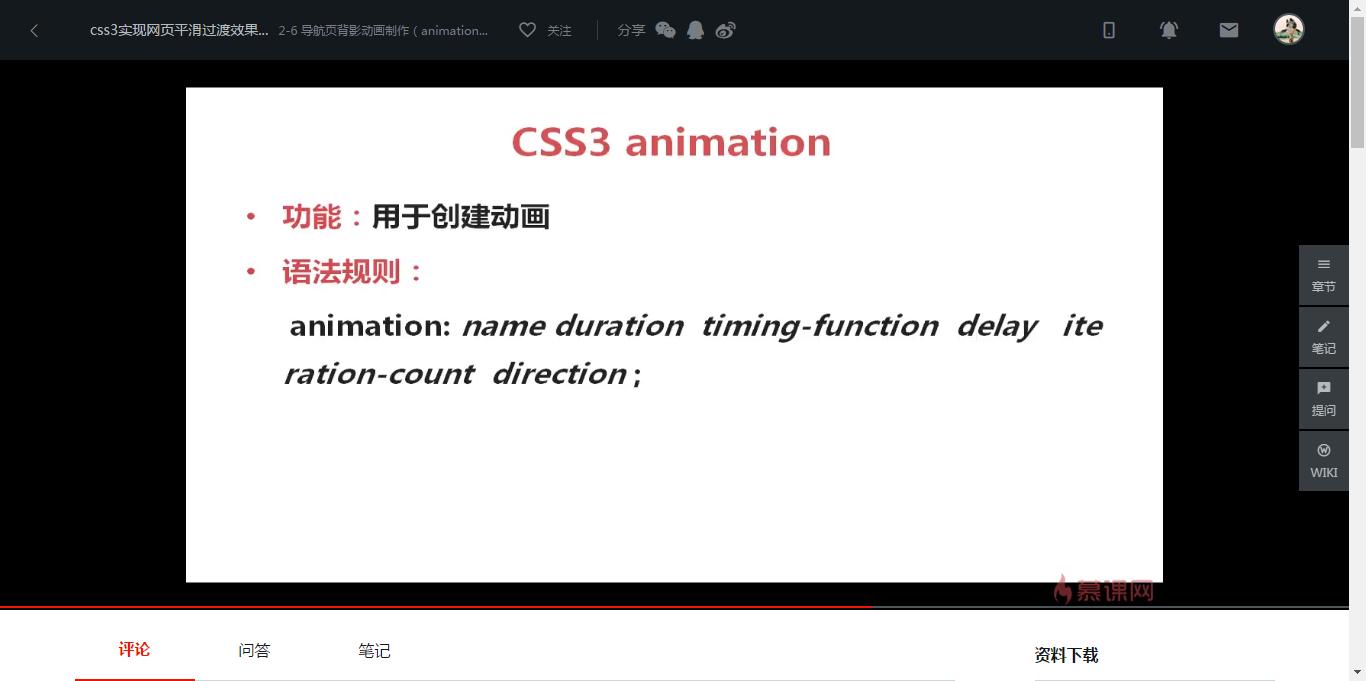 css3实现网页平滑过渡效果... 2-6 导航页背影动画制作（animation... 关注 分享
CSS3 animation
• 功能：用于创建动画
• 语法规则：
animation: name duration timing-function delay ite
ration-count direction ;
章节
笔记
提问
WIKI
慕课网
评论 问答 笔记 资料下载